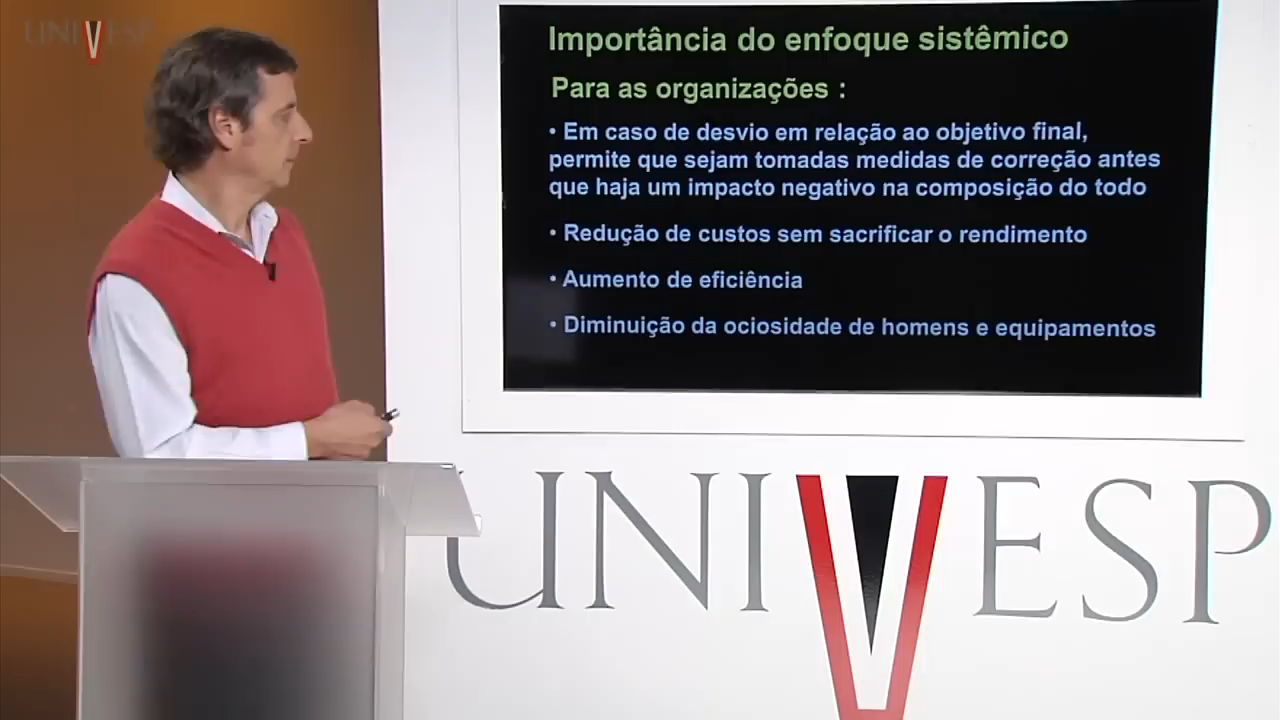 UNIVESP
Importância do enfoque sistêmico
Para as organizações :
• Em caso de desvio em relação ao objetivo final,
permite que sejam tomadas medidas de correção antes
que haja um impacto negativo na composição do todo
• Redução de custos sem sacrificar o rendimento
• Aumento de eficiência
• Diminuição da ociosidade de homens e equipamentos
UNIVESP